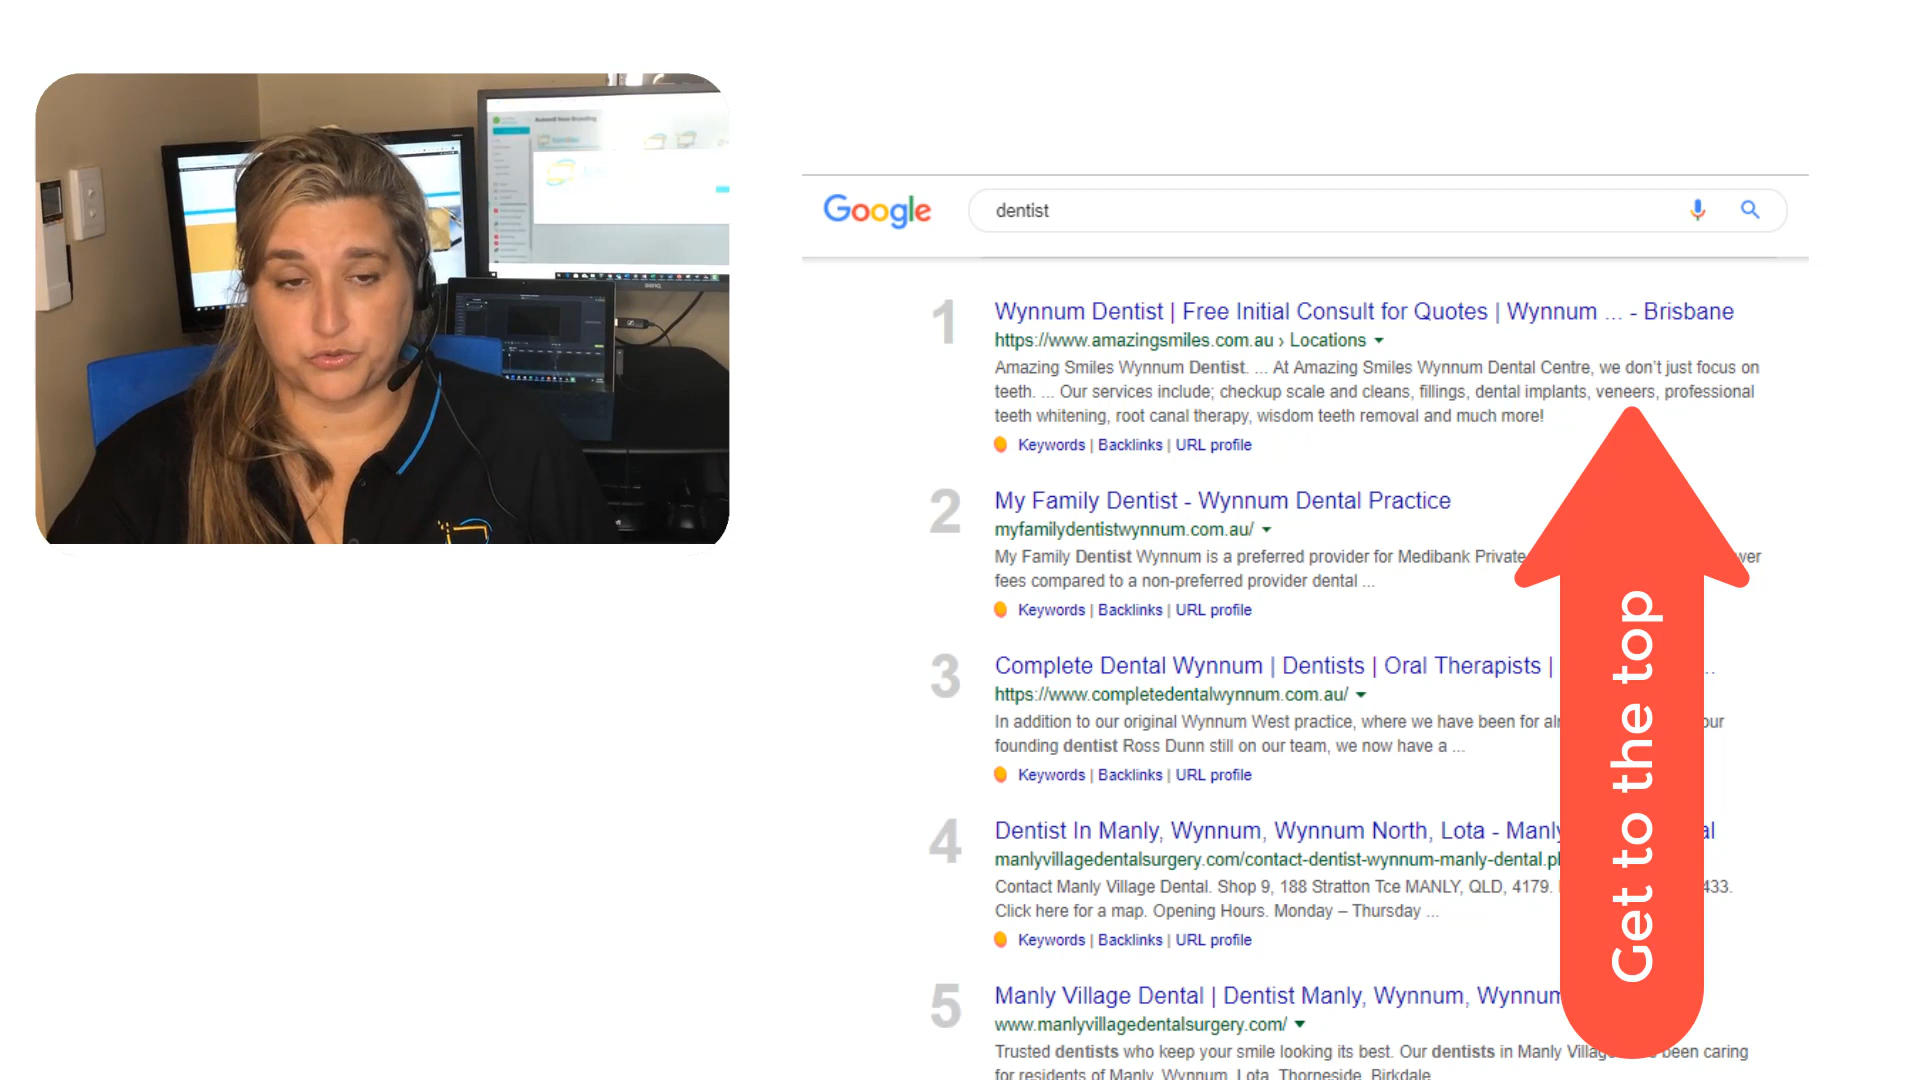 Google
dentist
1
Wynnum Dentist | Free Initial Consult for Quotes | Wynnum ... - Brisbane
https://www.amazingsmiles.com.au › Locations
Amazing Smiles Wynnum Dentist. ... At Amazing Smiles Wynnum Dental Centre, we don't just focus on
teeth. ... Our services include; checkup scale and cleans, fillings, dental implants, veneers, professional
teeth whitening, root canal therapy, wisdom teeth removal and much more!
Keywords | Backlinks | URL profile
2
My Family Dentist - Wynnum Dental Practice
myfamilydentistwynnum.com.au/
My Family Dentist Wynnum is a preferred provider for Medibank Private
fees compared to a non-preferred provider dental ...
Keywords | Backlinks | URL profile
3
Complete Dental Wynnum | Dentists | Oral Therapists |
https://www.completedentalwynnum.com.au/
In addition to our original Wynnum West practice, where we have been for
founding dentist Ross Dunn still on our team, we now have a ...
Keywords | Backlinks | URL profile
4
Dentist In Manly, Wynnum, Wynnum North, Lota -
manlyvillagedentalsurgery.com/contact-dentist-wynnum-manly-dental.
Contact Manly Village Dental. Shop 9, 188 Stratton Tce MANLY, QLD, 4179.
Click here for a map. Opening Hours. Monday – Thursday ...
Keywords | Backlinks | URL profile
5
Manly Village Dental | Dentist Manly, Wynnum,
www.manlyvillagedentalsurgery.com/
Trusted dentists who keep your smile looking its best. Our dentists in Manly been caring
for residents of Manly, Wynnum, Lota, Thorneside, Birkdale
Get to the top
BenQ